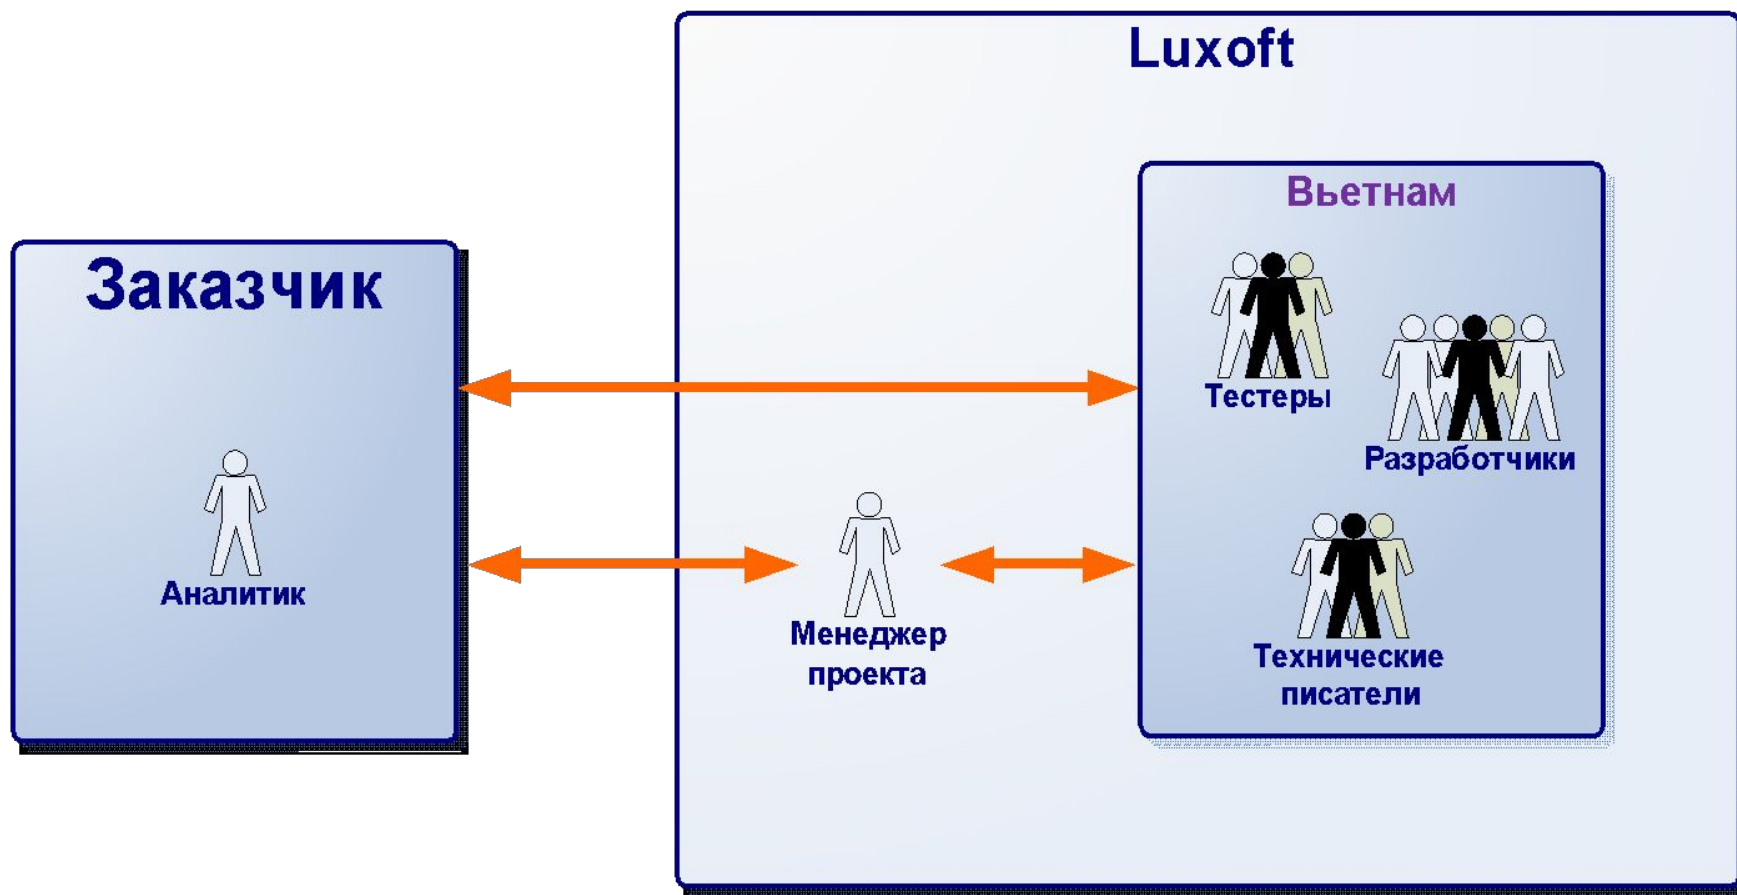 Luxoft
Вьетнам
Заказчик
Тестеры
Разработчики
Аналитик
Менеджер
проекта
Технические
писатели